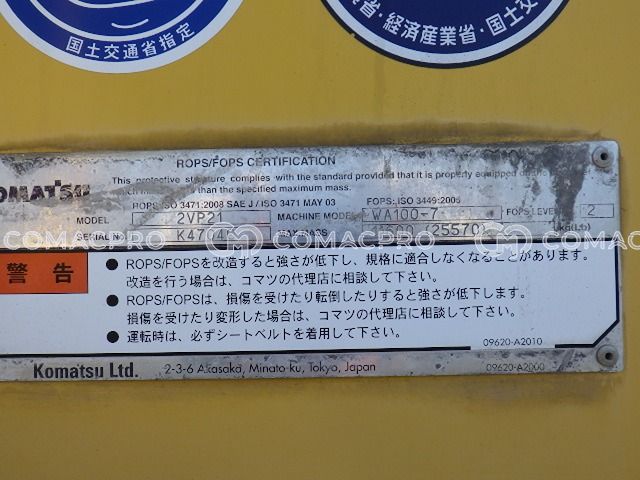 国土交通省指定
省・経済産業省・国土交
ROPS/FOPS CERTIFICATION
OMATSU
This protective structure complies with the standard provided that it is properly equipped on the
not more than the specified maximum mass.
ROPS: ISO 3471:2008 SAE J / ISO 3471 MAY 03 FOPS: ISO 3449:2005
MODEL 2VP21 MACHINE MODEL WA100-7 FOPS LEVEL 2
SERIAL No.
COMACPRO COMACPRO COMACPRO
警告
● ROPS/FOPSを改造すると強さが低下し、規格に適合しなくなることがあります。
改造を行う場合は、コマツの代理店に相談して下さい。
● ROPS/FOPSは、損傷を受けたり転倒したりすると強さが低下します。
損傷を受けたり変形した場合は、コマツの代理店に相談して下さい。
● 運転時は、必ずシートベルトを着用して下さい。
09620-A2010
Komatsu Ltd. 2-3-6 Akasaka, Minato-ku, Tokyo, Japan 09620-A2000